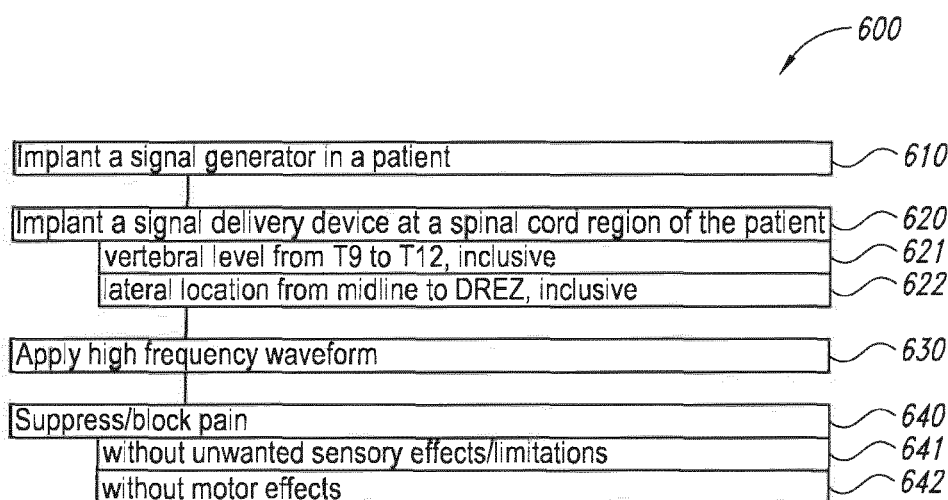 600
Implant a signal generator in a patient 610
Implant a signal delivery device at a spinal cord region of the patient 620
vertebral level from T9 to T12, inclusive 621
lateral location from midline to DREZ, inclusive 622
Apply high frequency waveform 630
Suppress/block pain 640
without unwanted sensory effects/limitations 641
without motor effects 642